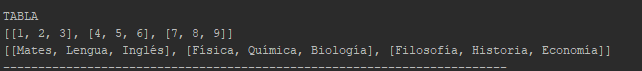 TABLA
[[1, 2, 3], [4, 5, 6], [7, 8, 9]]
[[Mates, Lengua, Inglés], [Física, Química, Biología], [Filosofía, Historia, Economía]]
------------------------------------------------------------------------